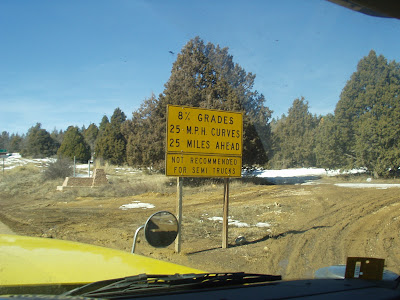 8% GRADES
25 M.P.H. CURVES
25 MILES AHEAD
NOT RECOMMENDED
FOR SEMI TRUCKS